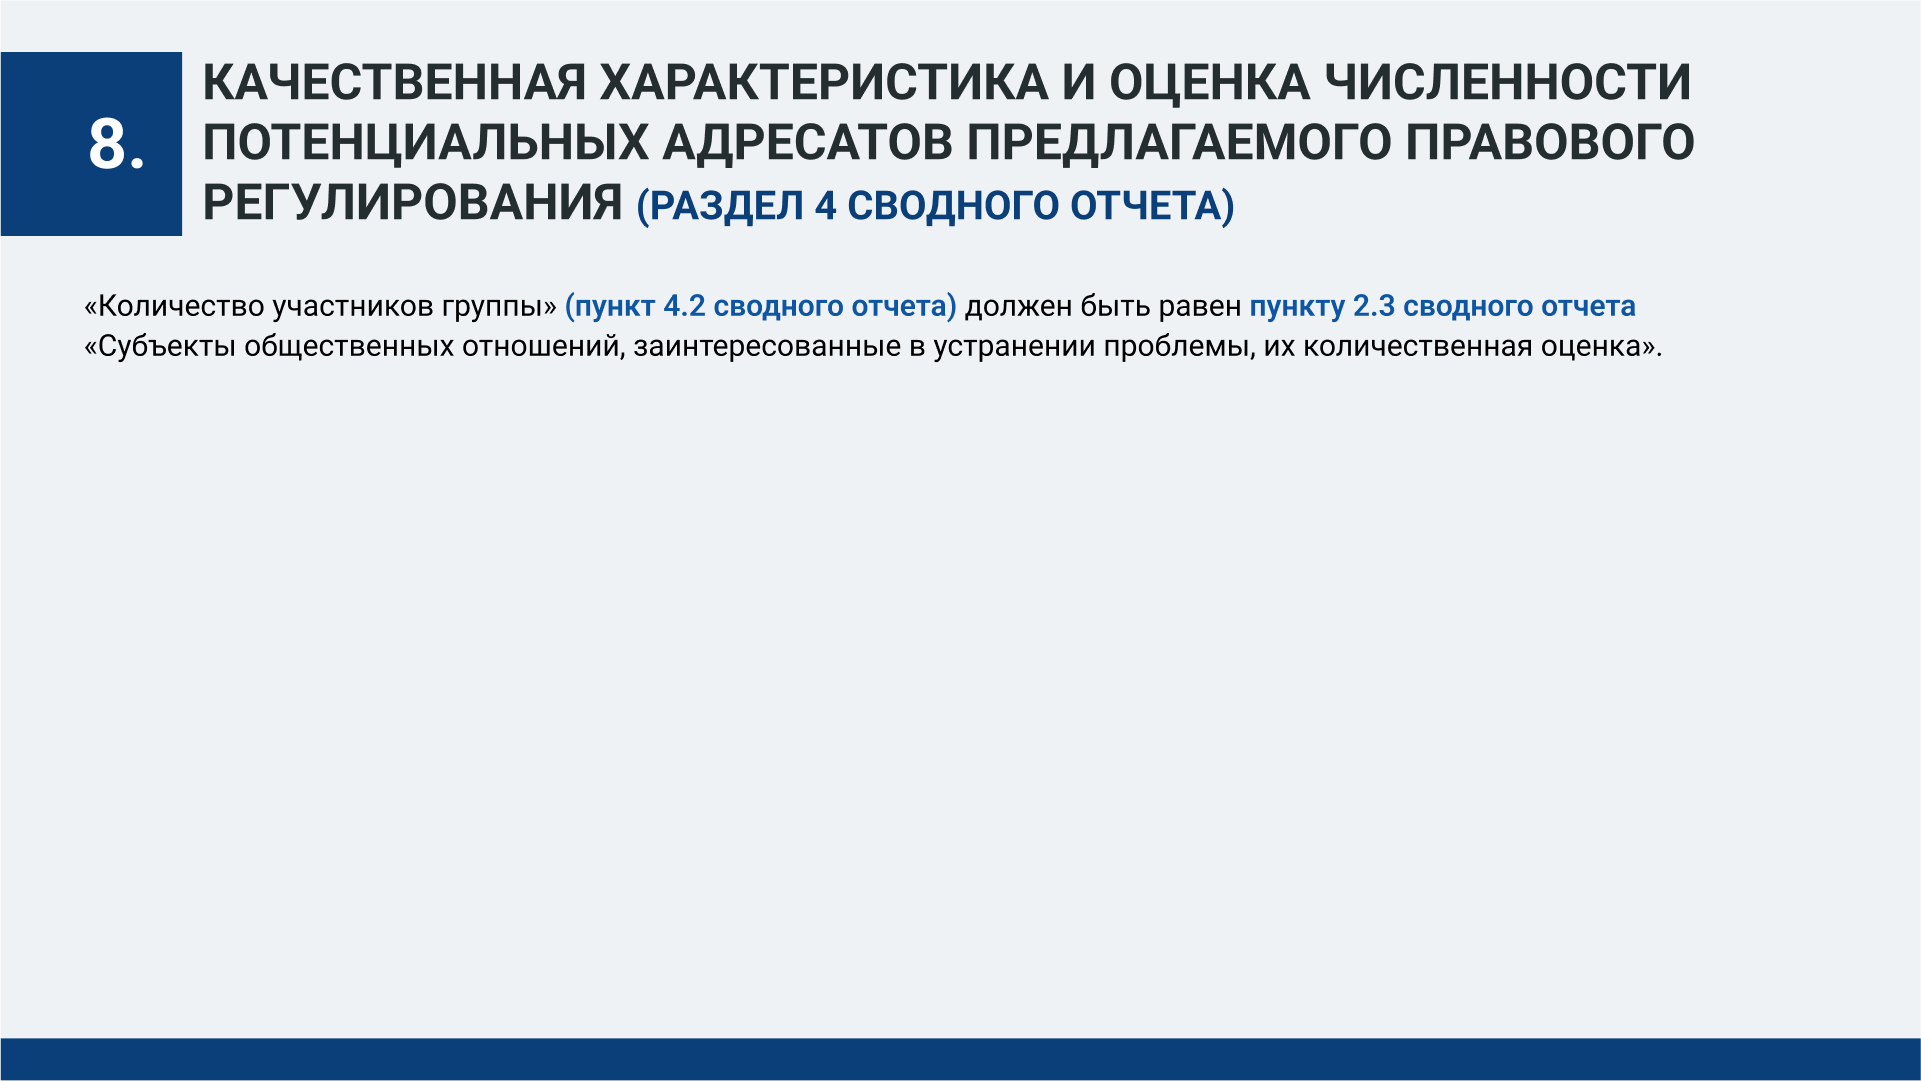 8.
КАЧЕСТВЕННАЯ ХАРАКТЕРИСТИКА И ОЦЕНКА ЧИСЛЕННОСТИ
ПОТЕНЦИАЛЬНЫХ АДРЕСАТОВ ПРЕДЛАГАЕМОГО ПРАВОВОГО
РЕГУЛИРОВАНИЯ (РАЗДЕЛ 4 СВОДНОГО ОТЧЕТА)
«Количество участников группы» (пункт 4.2 сводного отчета) должен быть равен пункту 2.3 сводного отчета
«Субъекты общественных отношений, заинтересованные в устранении проблемы, их количественная оценка».